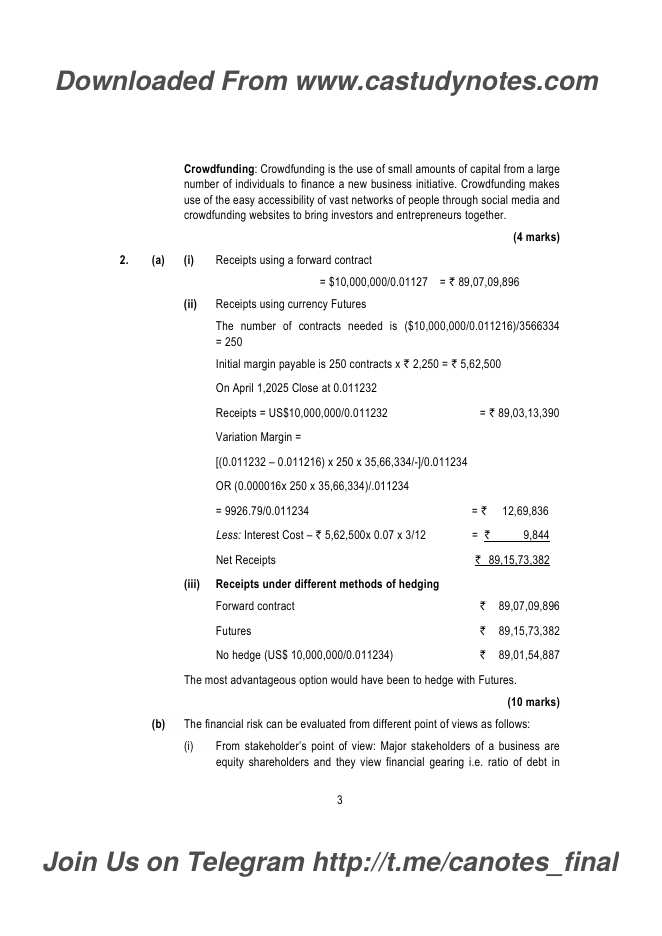 Downloaded From www.castudynotes.com
Crowdfunding: Crowdfunding is the use of small amounts of capital from a large
number of individuals to finance a new business initiative. Crowdfunding makes
use of the easy accessibility of vast networks of people through social media and
crowdfunding websites to bring investors and entrepreneurs together.
(4 marks)
2. (a) (i) Receipts using a forward contract
= $10,000,000/0.01127 = ₹ 89,07,09,896
(ii) Receipts using currency Futures
The number of contracts needed is ($10,000,000/0.011216)/3566334
= 250
Initial margin payable is 250 contracts x ₹ 2,250 = ₹ 5,62,500
On April 1,2025 Close at 0.011232
Receipts = US$10,000,000/0.011232 = ₹ 89,03,13,390
Variation Margin =
[(0.011232 – 0.011216) x 250 x 35,66,334/-]/0.011234
OR (0.000016x 250 x 35,66,334)/.011234
= 9926.79/0.011234 = ₹ 12,69,836
Less: Interest Cost – ₹ 5,62,500x 0.07 x 3/12 = ₹ 9,844
Net Receipts ₹ 89,15,73,382
(iii) Receipts under different methods of hedging
Forward contract ₹ 89,07,09,896
Futures ₹ 89,15,73,382
No hedge (US$ 10,000,000/0.011234) ₹ 89,01,54,887
The most advantageous option would have been to hedge with Futures.
(10 marks)
(b) The financial risk can be evaluated from different point of views as follows:
(i) From stakeholder's point of view: Major stakeholders of a business are
equity shareholders and they view financial gearing i.e. ratio of debt in
3
Join Us on Telegram http://t.me/canotes_final